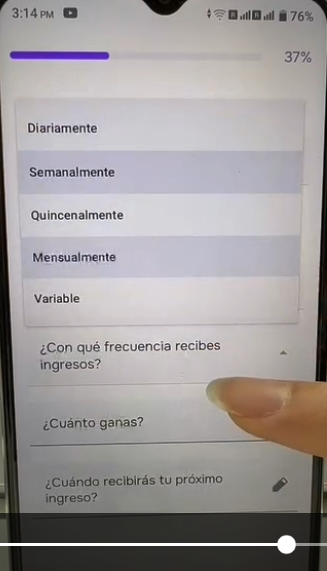 3:14 PM
76%
37%
Diariamente
Semanalmente
Quincenalmente
Mensualmente
Variable
¿Con qué frecuencia recibes
ingresos?
¿Cuánto ganas?
¿Cuándo recibirás tu próximo
ingreso?